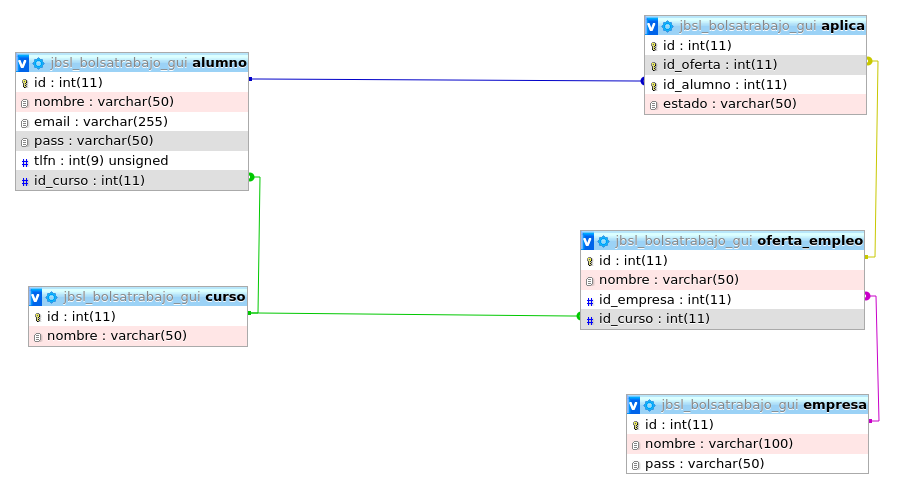 jbsl_bolsatrabajo_gui alumno
id : int(11)
nombre : varchar(50)
email : varchar(255)
pass : varchar(50)
# tlfn : int(9) unsigned
# id_curso : int(11)
jbsl_bolsatrabajo_gui aplica
id : int(11)
id_oferta : int(11)
id_alumno : int(11)
estado : varchar(50)
jbsl_bolsatrabajo_gui curso
id : int(11)
nombre : varchar(50)
jbsl_bolsatrabajo_gui oferta_empleo
id : int(11)
nombre : varchar(50)
# id_empresa : int(11)
# id_curso : int(11)
jbsl_bolsatrabajo_gui empresa
id : int(11)
nombre : varchar(100)
pass : varchar(50)